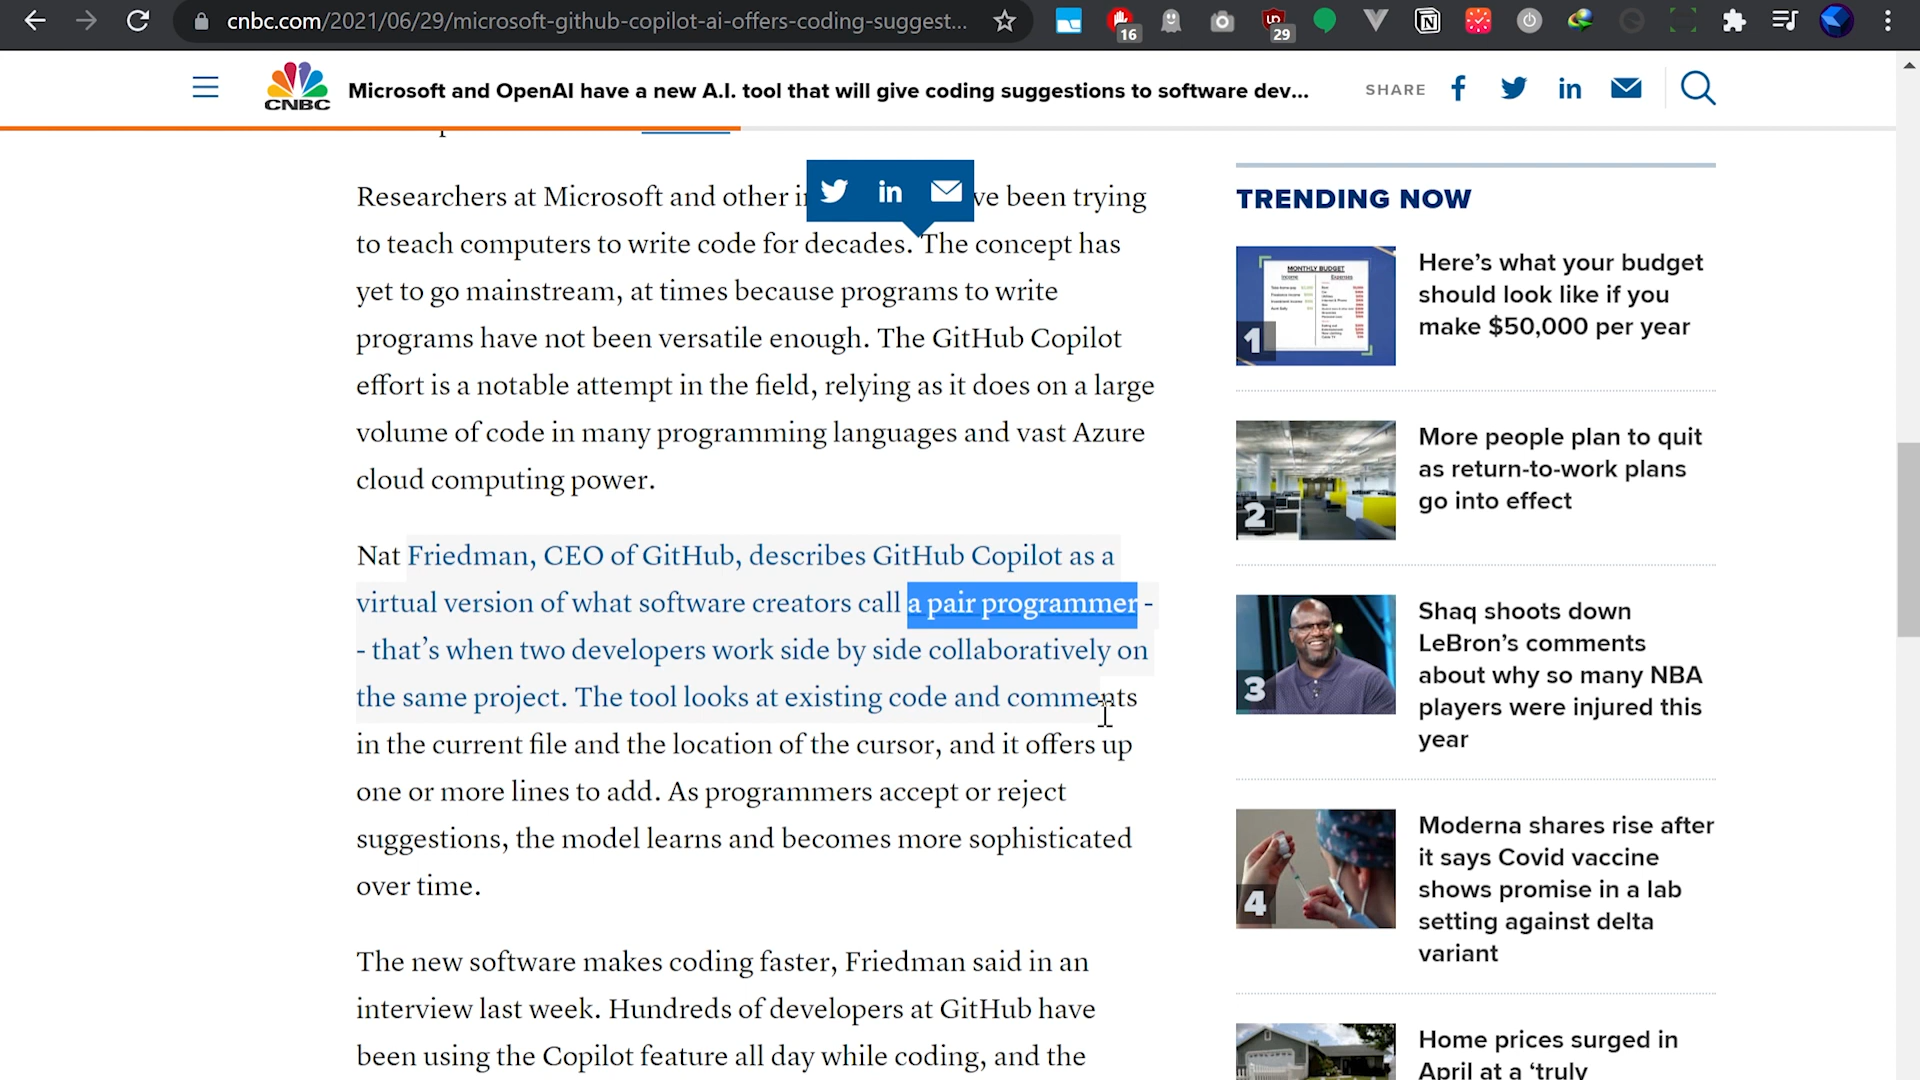 cnbc.com/2021/06/29/microsoft-github-copilot-ai-offers-coding-suggest...
16
29
CNBC
Microsoft and OpenAI have a new A.I. tool that will give coding suggestions to software dev...
SHARE
Researchers at Microsoft and other ve been trying
to teach computers to write code for decades. The concept has
yet to go mainstream, at times because programs to write
programs have not been versatile enough. The GitHub Copilot
effort is a notable attempt in the field, relying as it does on a large
volume of code in many programming languages and vast Azure
cloud computing power.
Nat Friedman, CEO of GitHub, describes GitHub Copilot as a
virtual version of what software creators call a pair programmer -
- that’s when two developers work side by side collaboratively on
the same project. The tool looks at existing code and comments
in the current file and the location of the cursor, and it offers up
one or more lines to add. As programmers accept or reject
suggestions, the model learns and becomes more sophisticated
over time.
The new software makes coding faster, Friedman said in an
interview last week. Hundreds of developers at GitHub have
been using the Copilot feature all day while coding, and the
TRENDING NOW
MONTHLY BUDGET
Income Expenses
1
Here’s what your budget
should look like if you
make $50,000 per year
2
More people plan to quit
as return-to-work plans
go into effect
3
Shaq shoots down
LeBron’s comments
about why so many NBA
players were injured this
year
4
Moderna shares rise after
it says Covid vaccine
shows promise in a lab
setting against delta
variant
Home prices surged in
April at a ‘truly